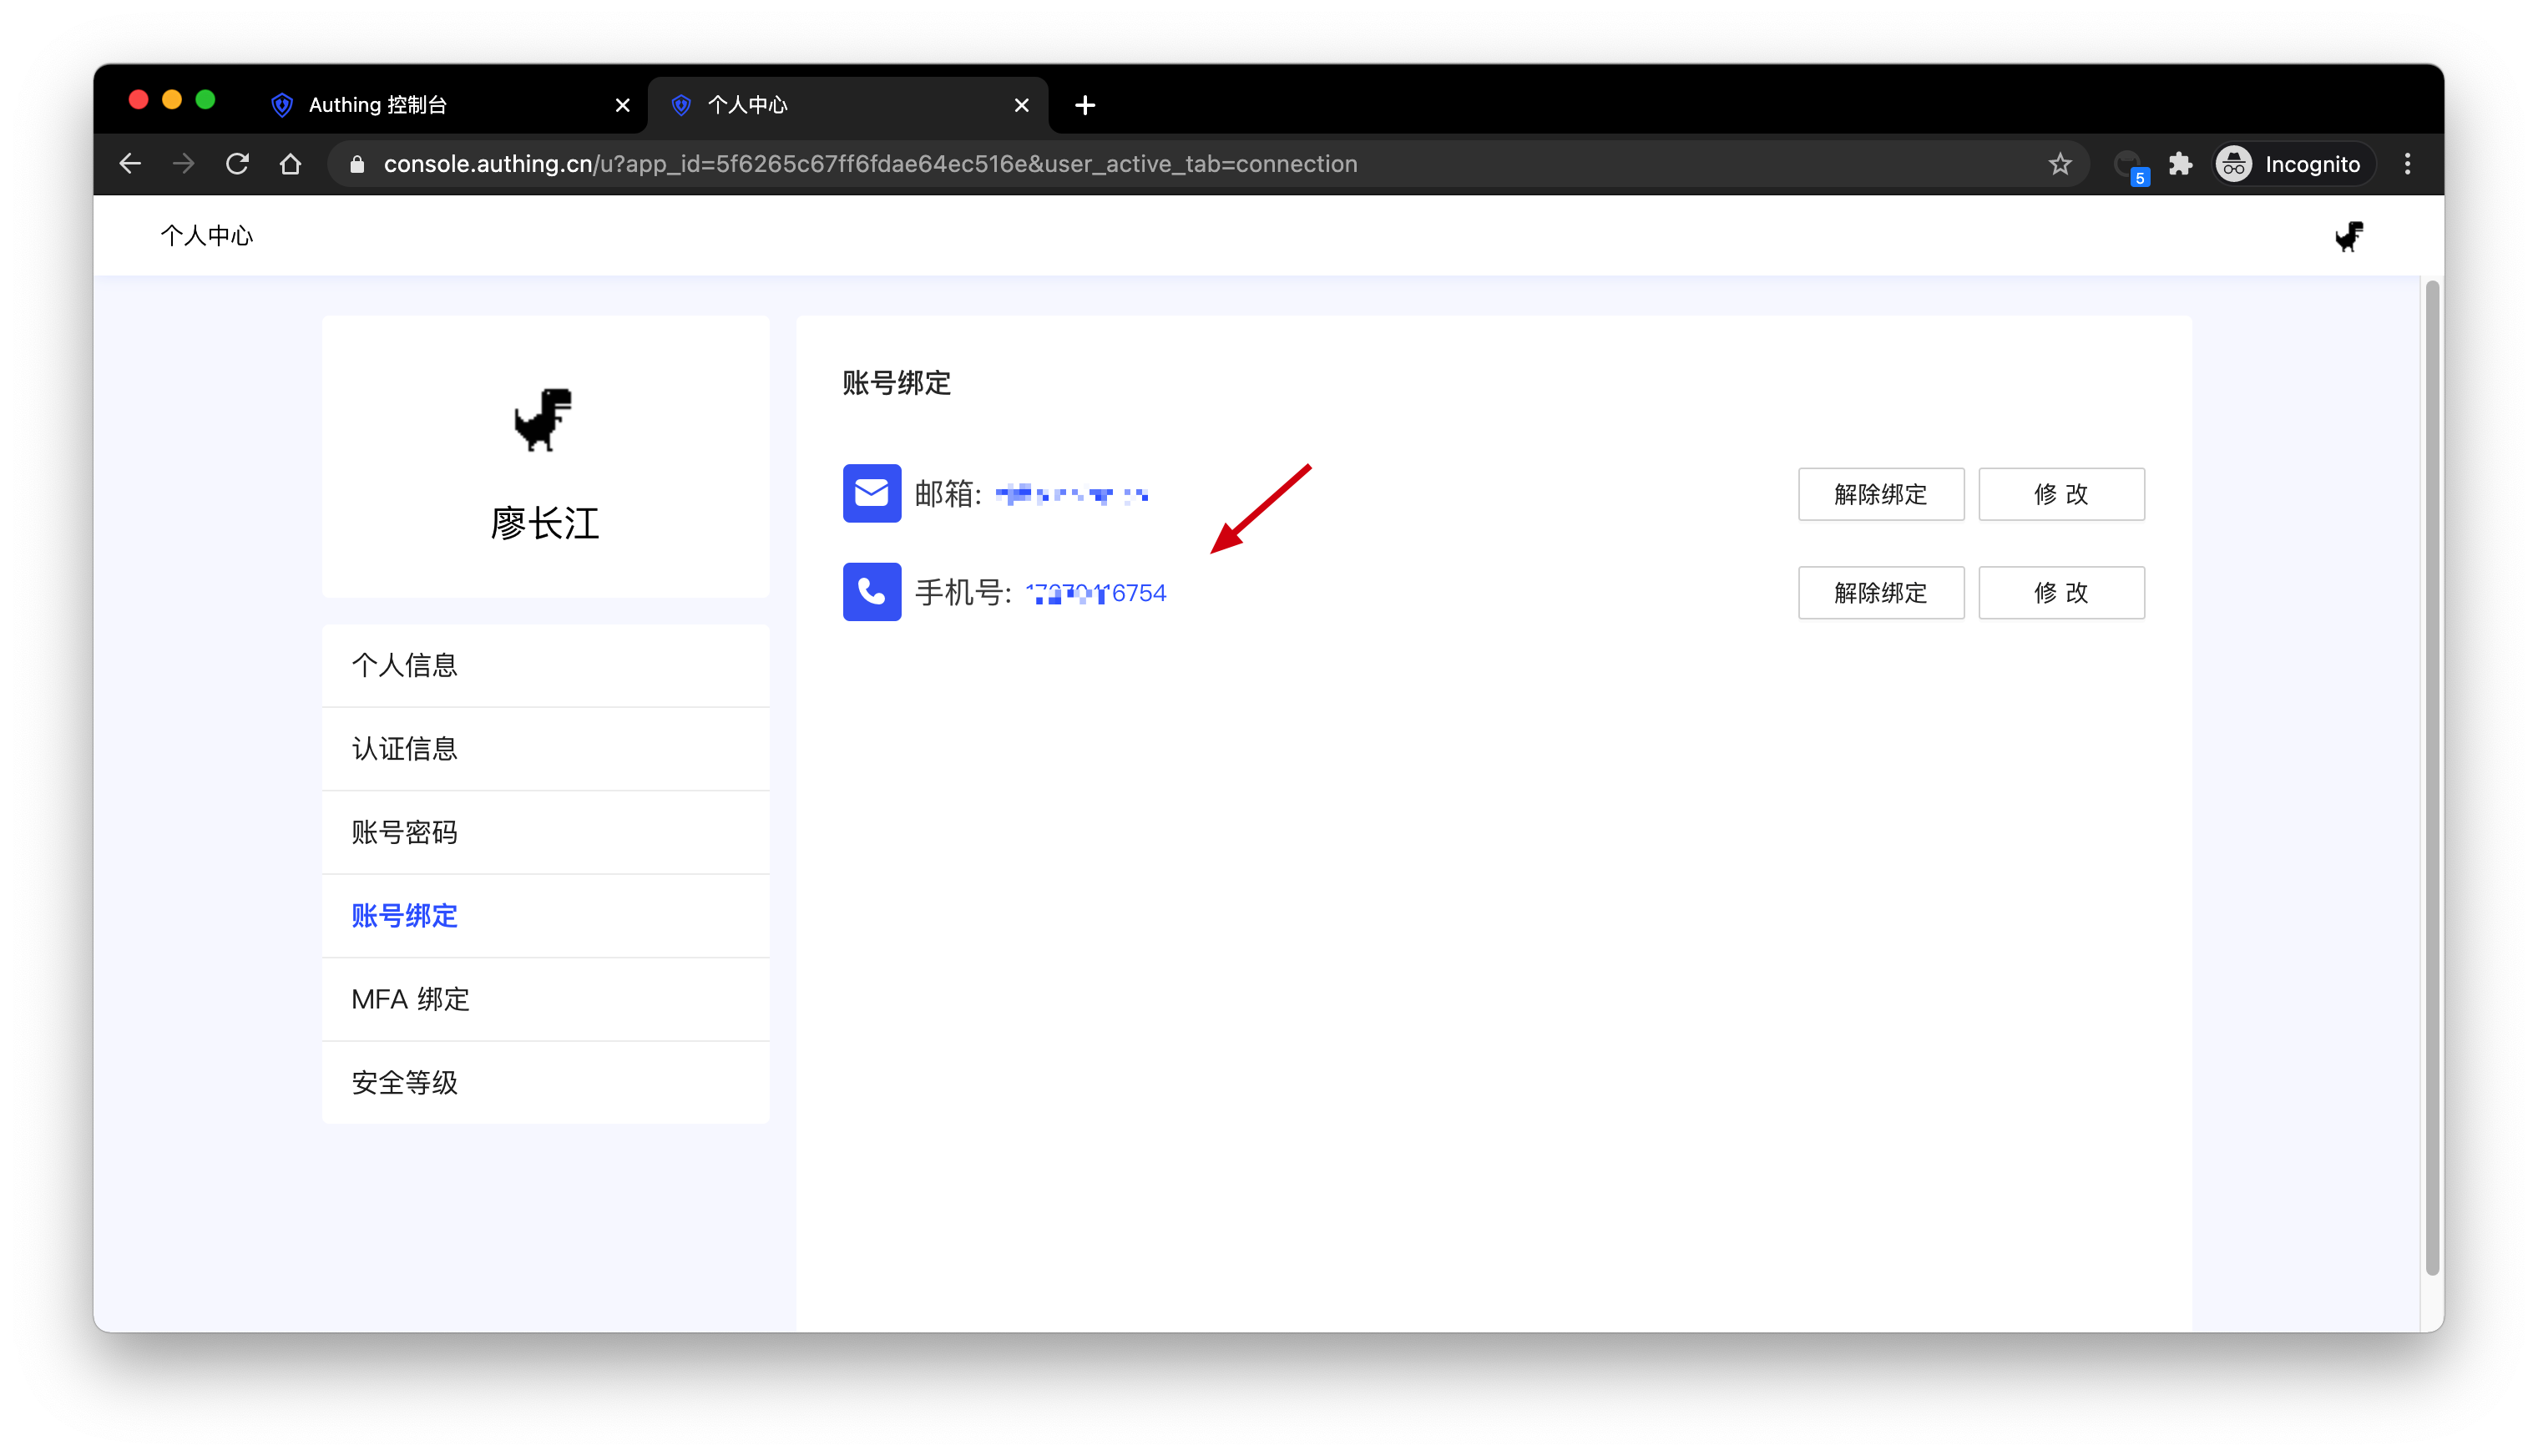 Authing 控制台
个人中心
console.authing.cn/u?app_id=5f6265c67ff6fdae64ec516e&user_active_tab=connection
5
Incognito
个人中心
廖长江
个人信息
认证信息
账号密码
账号绑定
MFA 绑定
安全等级
账号绑定
邮箱:
解除绑定
修 改
手机号: 6754
解除绑定
修 改